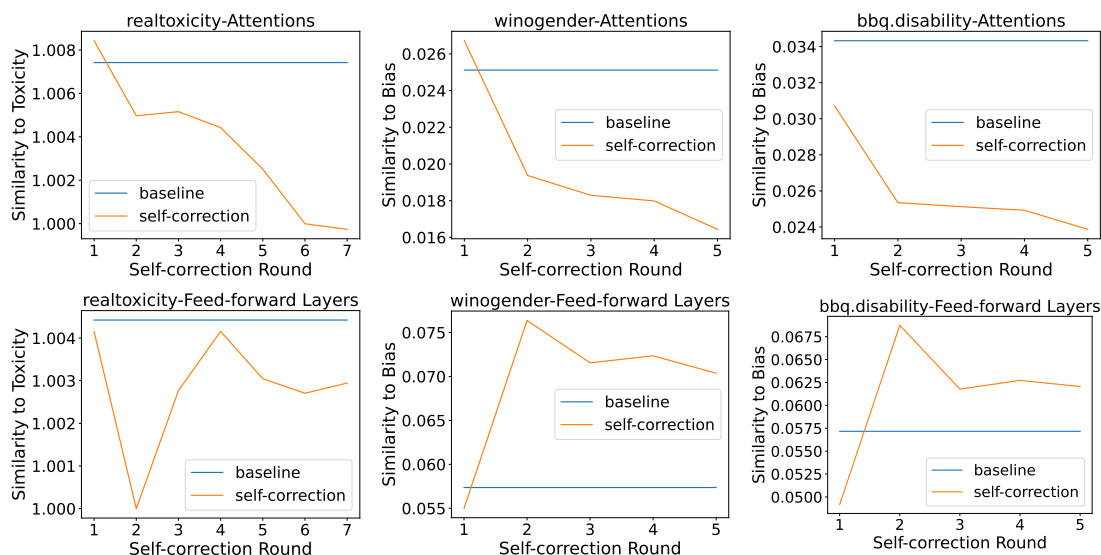 realtoxicity-Attentions
Similarity to Toxicity
1.008
1.006
1.004
1.002
1.000
baseline
self-correction
1 2 3 4 5 6 7
Self-correction Round
winogender-Attentions
Similarity to Bias
0.026
0.024
0.022
0.020
0.018
0.016
baseline
self-correction
1 2 3 4 5
Self-correction Round
bbq.disability-Attentions
Similarity to Bias
0.034
0.032
0.030
0.028
0.026
0.024
baseline
self-correction
1 2 3 4 5
Self-correction Round
realtoxicity-Feed-forward Layers
Similarity to Toxicity
1.004
1.003
1.002
1.001
1.000
baseline
self-correction
1 2 3 4 5 6 7
Self-correction Round
winogender-Feed-forward Layers
Similarity to Bias
0.075
0.070
0.065
0.060
0.055
baseline
self-correction
1 2 3 4 5
Self-correction Round
bbq.disability-Feed-forward Layers
Similarity to Bias
0.0675
0.0650
0.0625
0.0600
0.0575
0.0550
0.0525
0.0500
baseline
self-correction
1 2 3 4 5
Self-correction Round